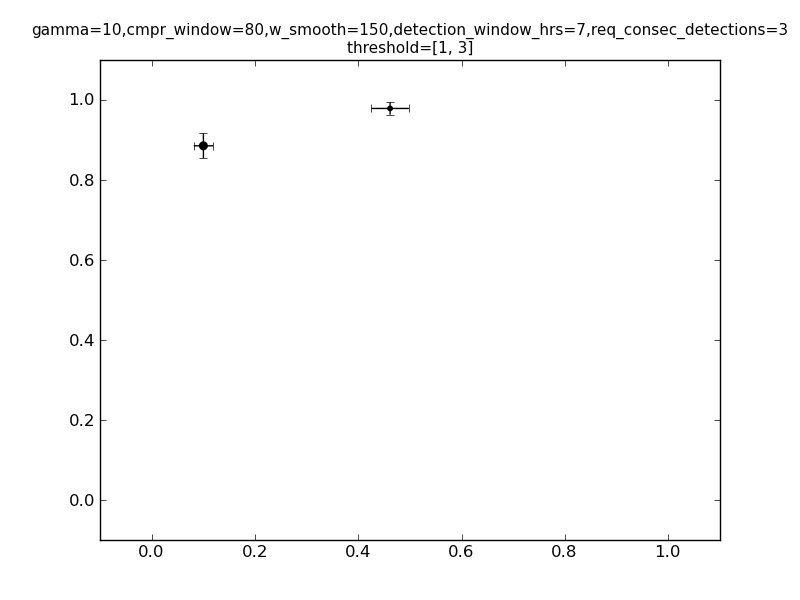 gamma=10,cmpr_window=80,w_smooth=150,detection_window_hrs=7,req_consec_detections=3
threshold=[1, 3]
1.0
0.8
0.6
0.4
0.2
0.0
0.0 0.2 0.4 0.6 0.8 1.0